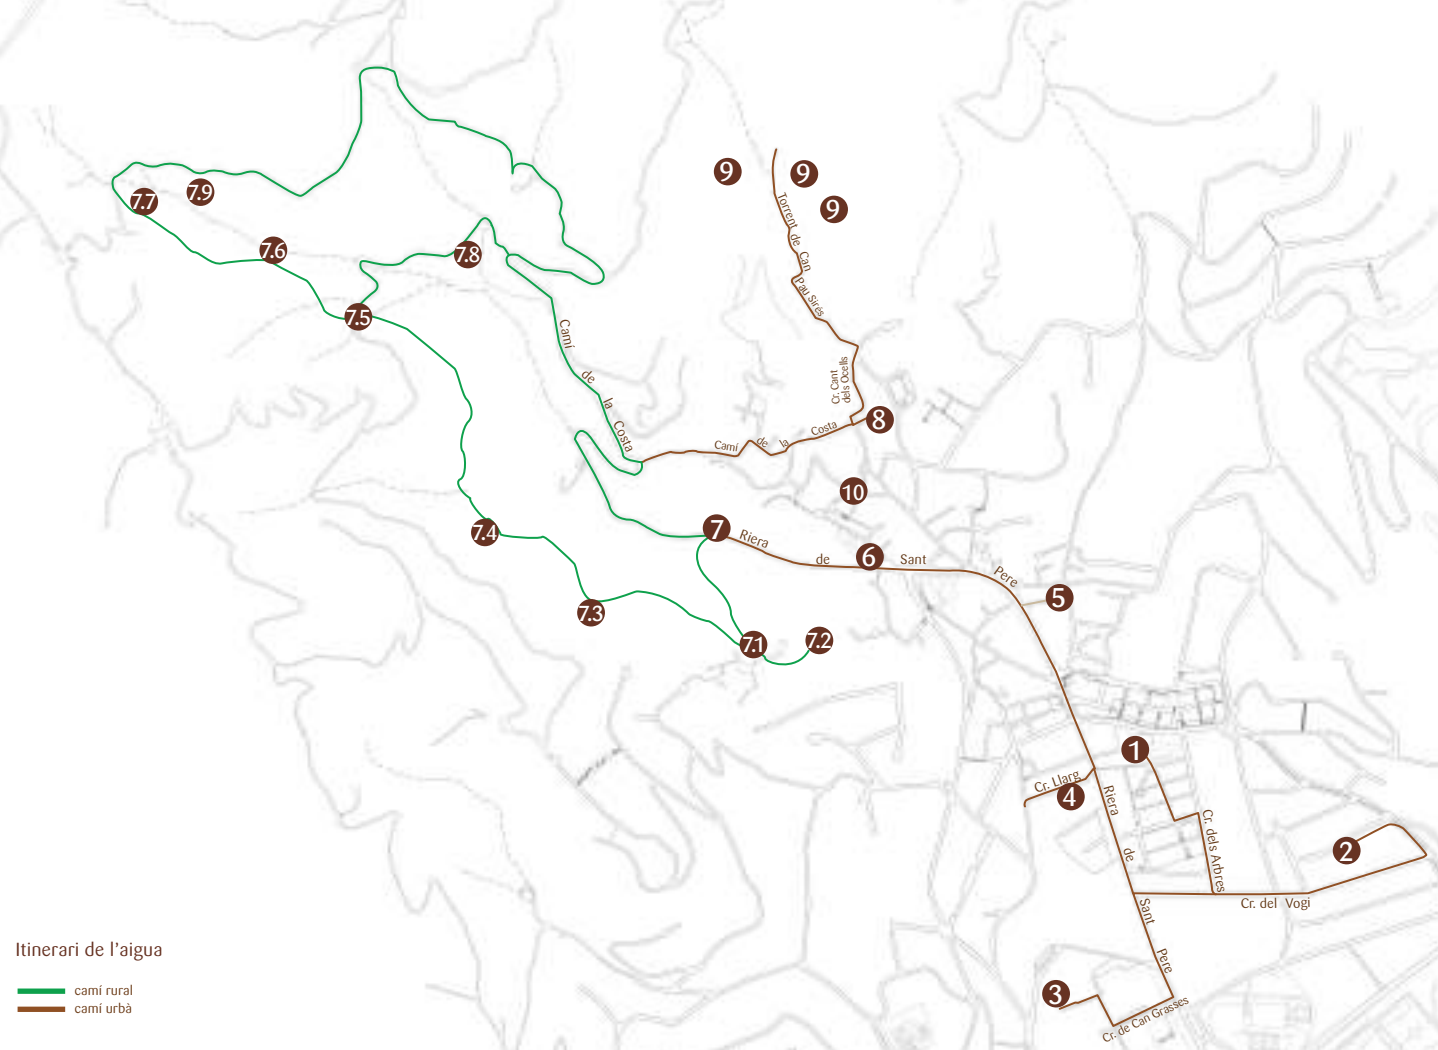 9
9
9
7.7
7.9
7.6
7.8
7.5
Torrent de Can
Pau Sirés
Camí de la Costa
Cr. Cant
dels Ocells
8
Camí de la Costa
10
7
7.4
Riera de Sant Pere
6
5
7.3
7.1
7.2
1
Cr. Llarg
4
Riera de Sant Pere
Cr. dels Arbres
2
Cr. del Vogi
3
Cr. de Can Grasses
Itinerari de l'aigua
camí rural
camí urbà